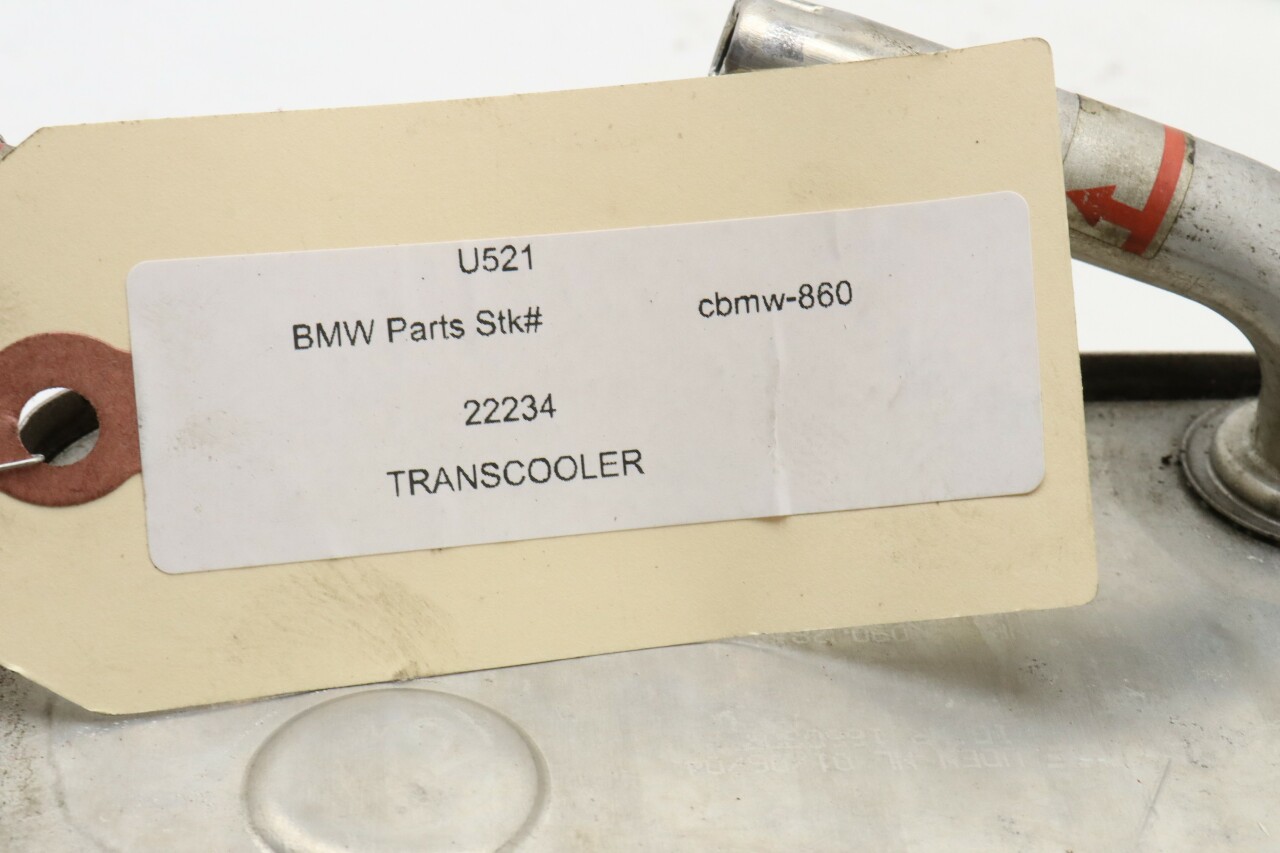 U521
BMW Parts Stk# cbmw-860
22234
TRANSCOOLER